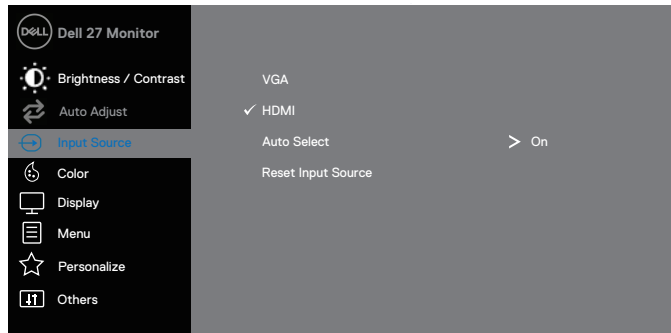 DELL Dell 27 Monitor
Brightness / Contrast
VGA
Auto Adjust
✓ HDMI
Input Source
Auto Select > On
Color
Reset Input Source
Display
Menu
Personalize
Others